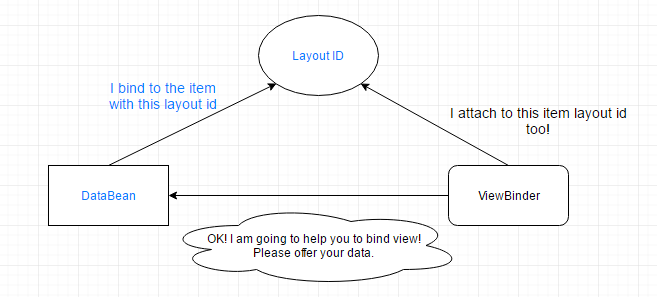 Layout ID
I bind to the item
with this layout id
I attach to this item layout id
too!
DataBean
ViewBinder
OK! I am going to help you to bind view!
Please offer your data.